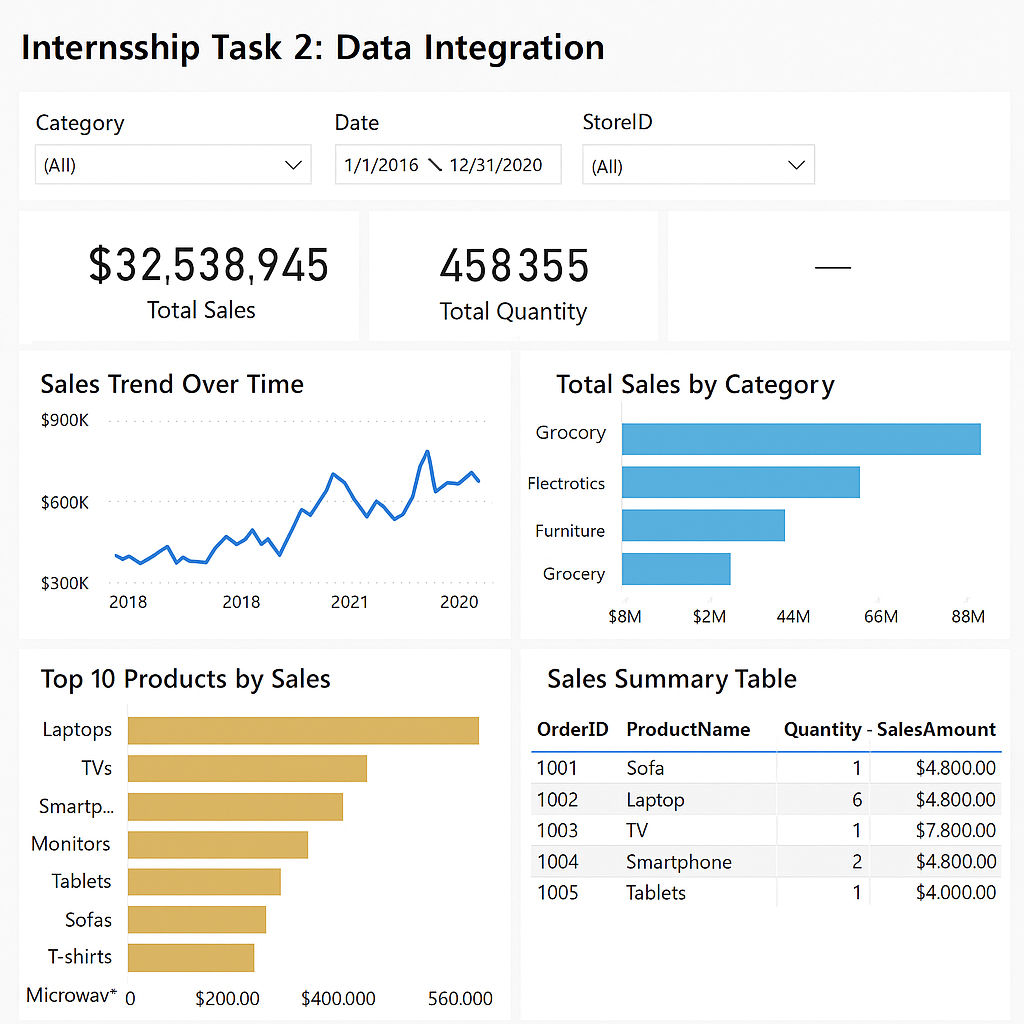 Internsship Task 2: Data Integration
Category Date StoreID
(All) 1/1/2016 12/31/2020 (All)
$32,538,945
Total Sales
458355
Total Quantity
—
Sales Trend Over Time
$900K
$600K
$300K
2018 2018 2021 2020
Total Sales by Category
Grocory
Flectrotics
Furniture
Grocery
$8M $2M 44M 66M 88M
Top 10 Products by Sales
Laptops
TVs
Smartp...
Monitors
Tablets
Sofas
T-shirts
Microwav*
0 $200.00 $400.000 560.000
Sales Summary Table
OrderID ProductName Quantity - SalesAmount
1001 Sofa 1 $4.800.00
1002 Laptop 6 $4.800.00
1003 TV 1 $7.800.00
1004 Smartphone 2 $4.800.00
1005 Tablets 1 $4.000.00